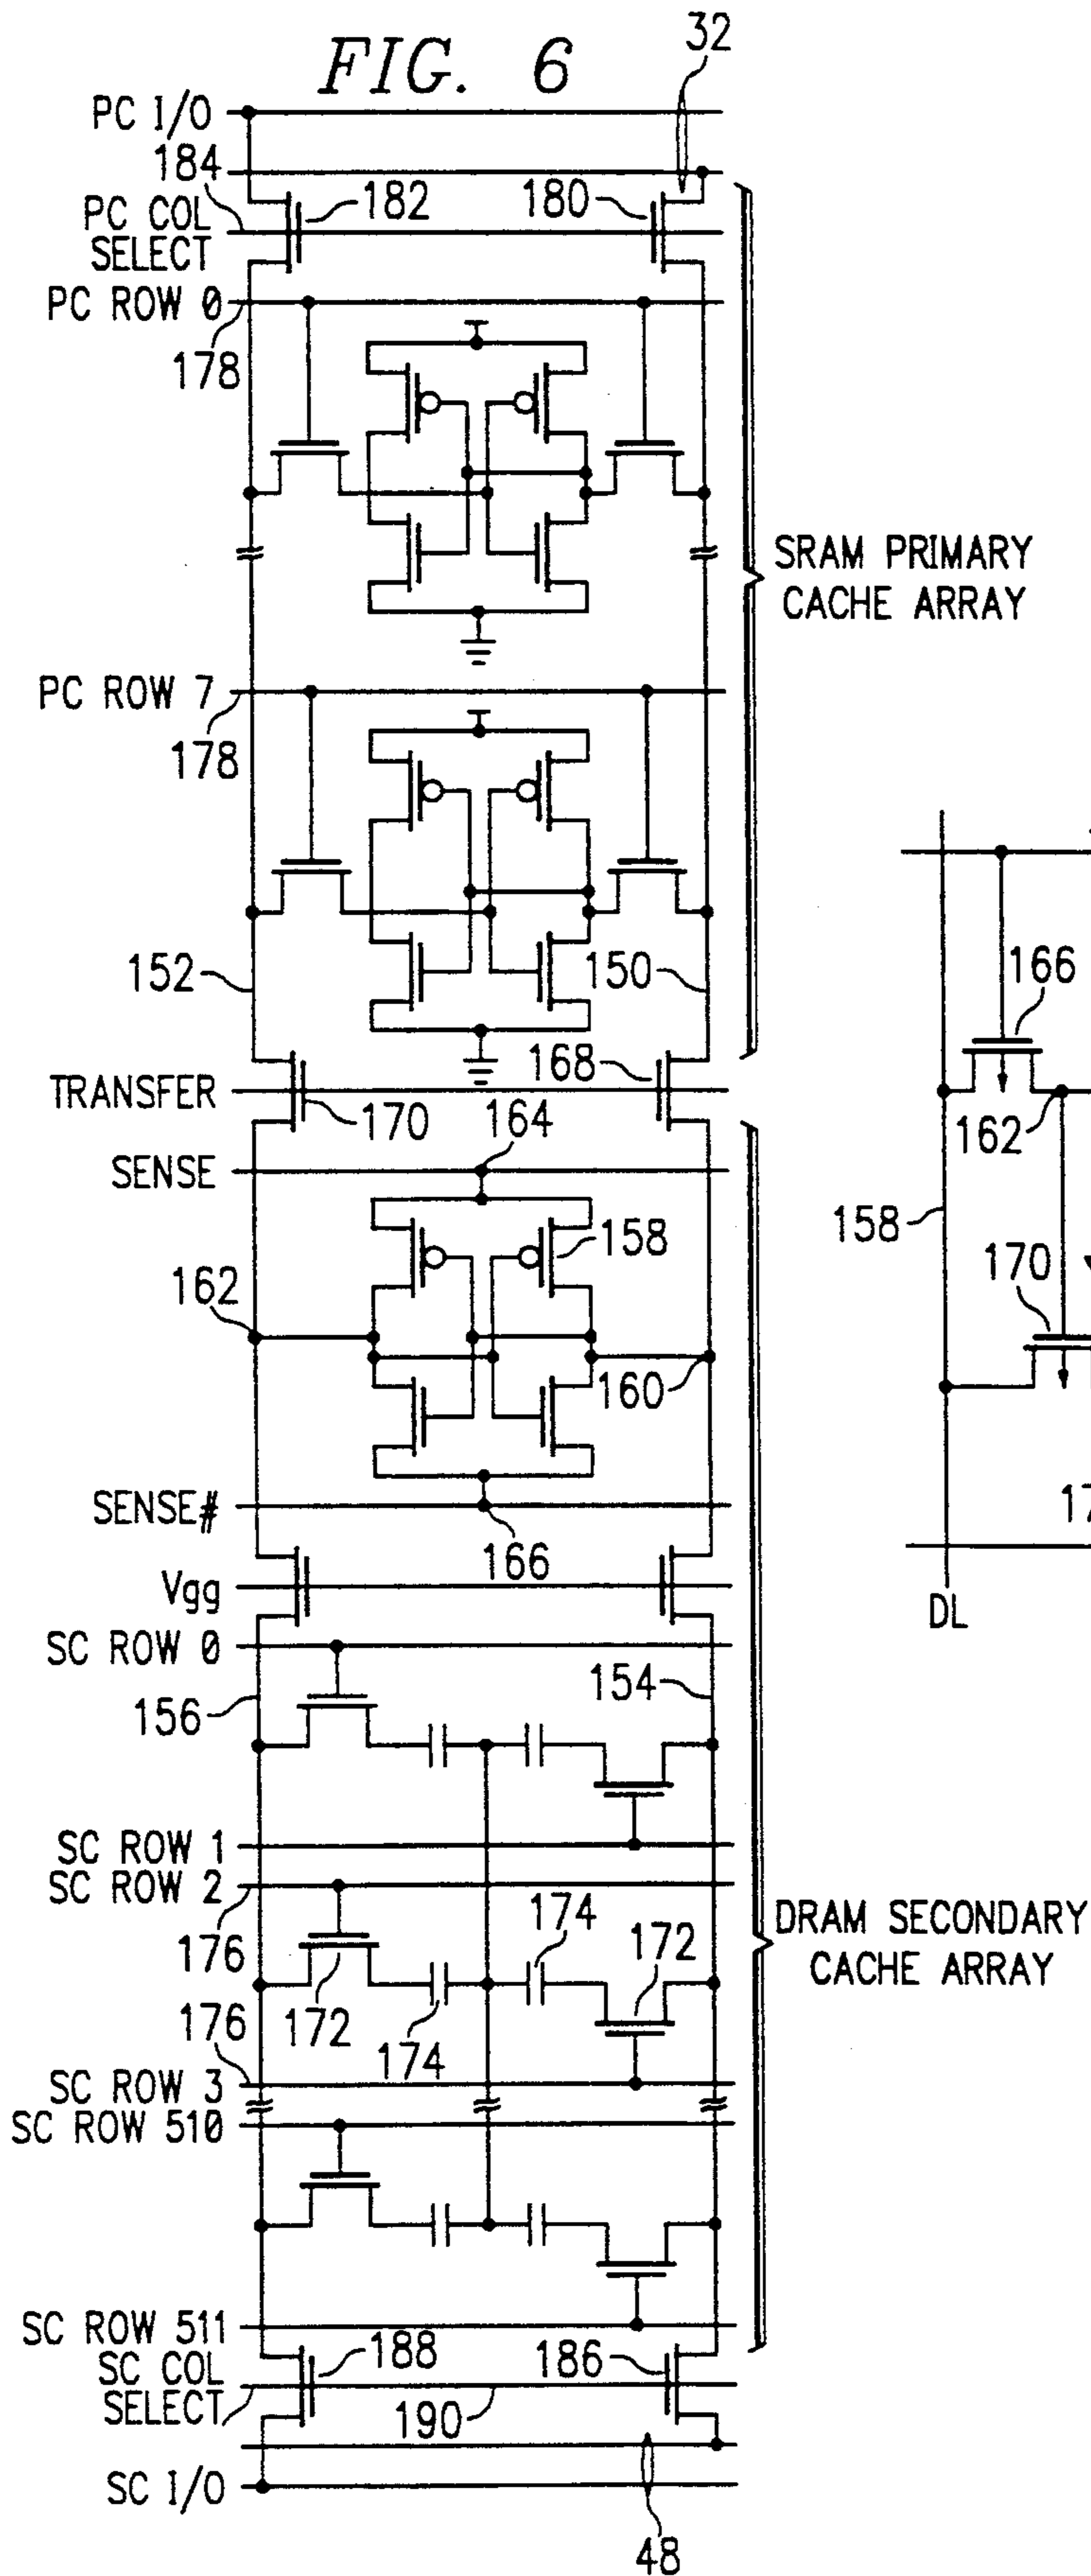 FIG. 6
32
PC I/O
184
182
180
PC COL
SELECT
PC ROW 0
178
SRAM PRIMARY
CACHE ARRAY
PC ROW 7
178
152
150
166
168
TRANSFER
170
162
164
SENSE
158
158
170
162
160
SENSE#
166
17
Vgg
DL
SC ROW 0
156
154
SC ROW 1
SC ROW 2
174
DRAM SECONDARY
CACHE ARRAY
176
172
172
176
174
SC ROW 3
SC ROW 510
SC ROW 511
188
186
SC COL
SELECT
190
SC I/O
48